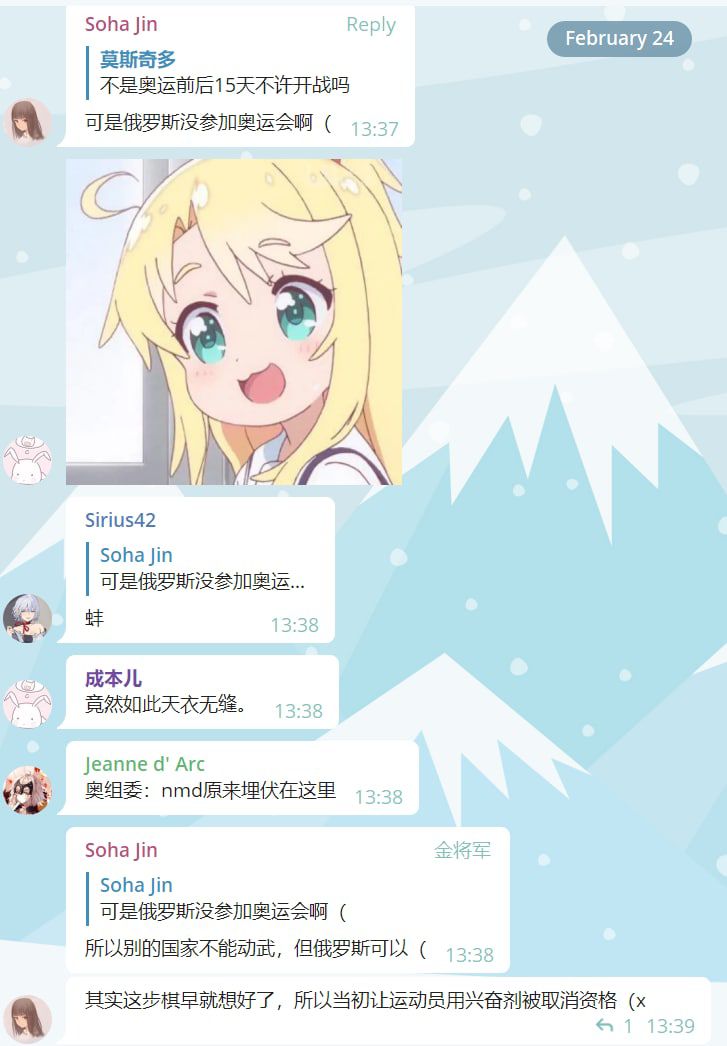 February 24
Soha Jin Reply
莫斯奇多
不是奥运前后15天不许开战吗
可是俄罗斯没参加奥运会啊（ 13:37
Sirius42
Soha Jin
可是俄罗斯没参加奥运...
蚌 13:38
成本儿
竟然如此天衣无缝。 13:38
Jeanne d' Arc
奥组委：nmd原来埋伏在这里 13:38
Soha Jin 金将军
Soha Jin
可是俄罗斯没参加奥运会啊（
所以别的国家不能动武，但俄罗斯可以（ 13:38
其实这步棋早就想好了，所以当初让运动员用兴奋剂被取消资格（x
1 13:39